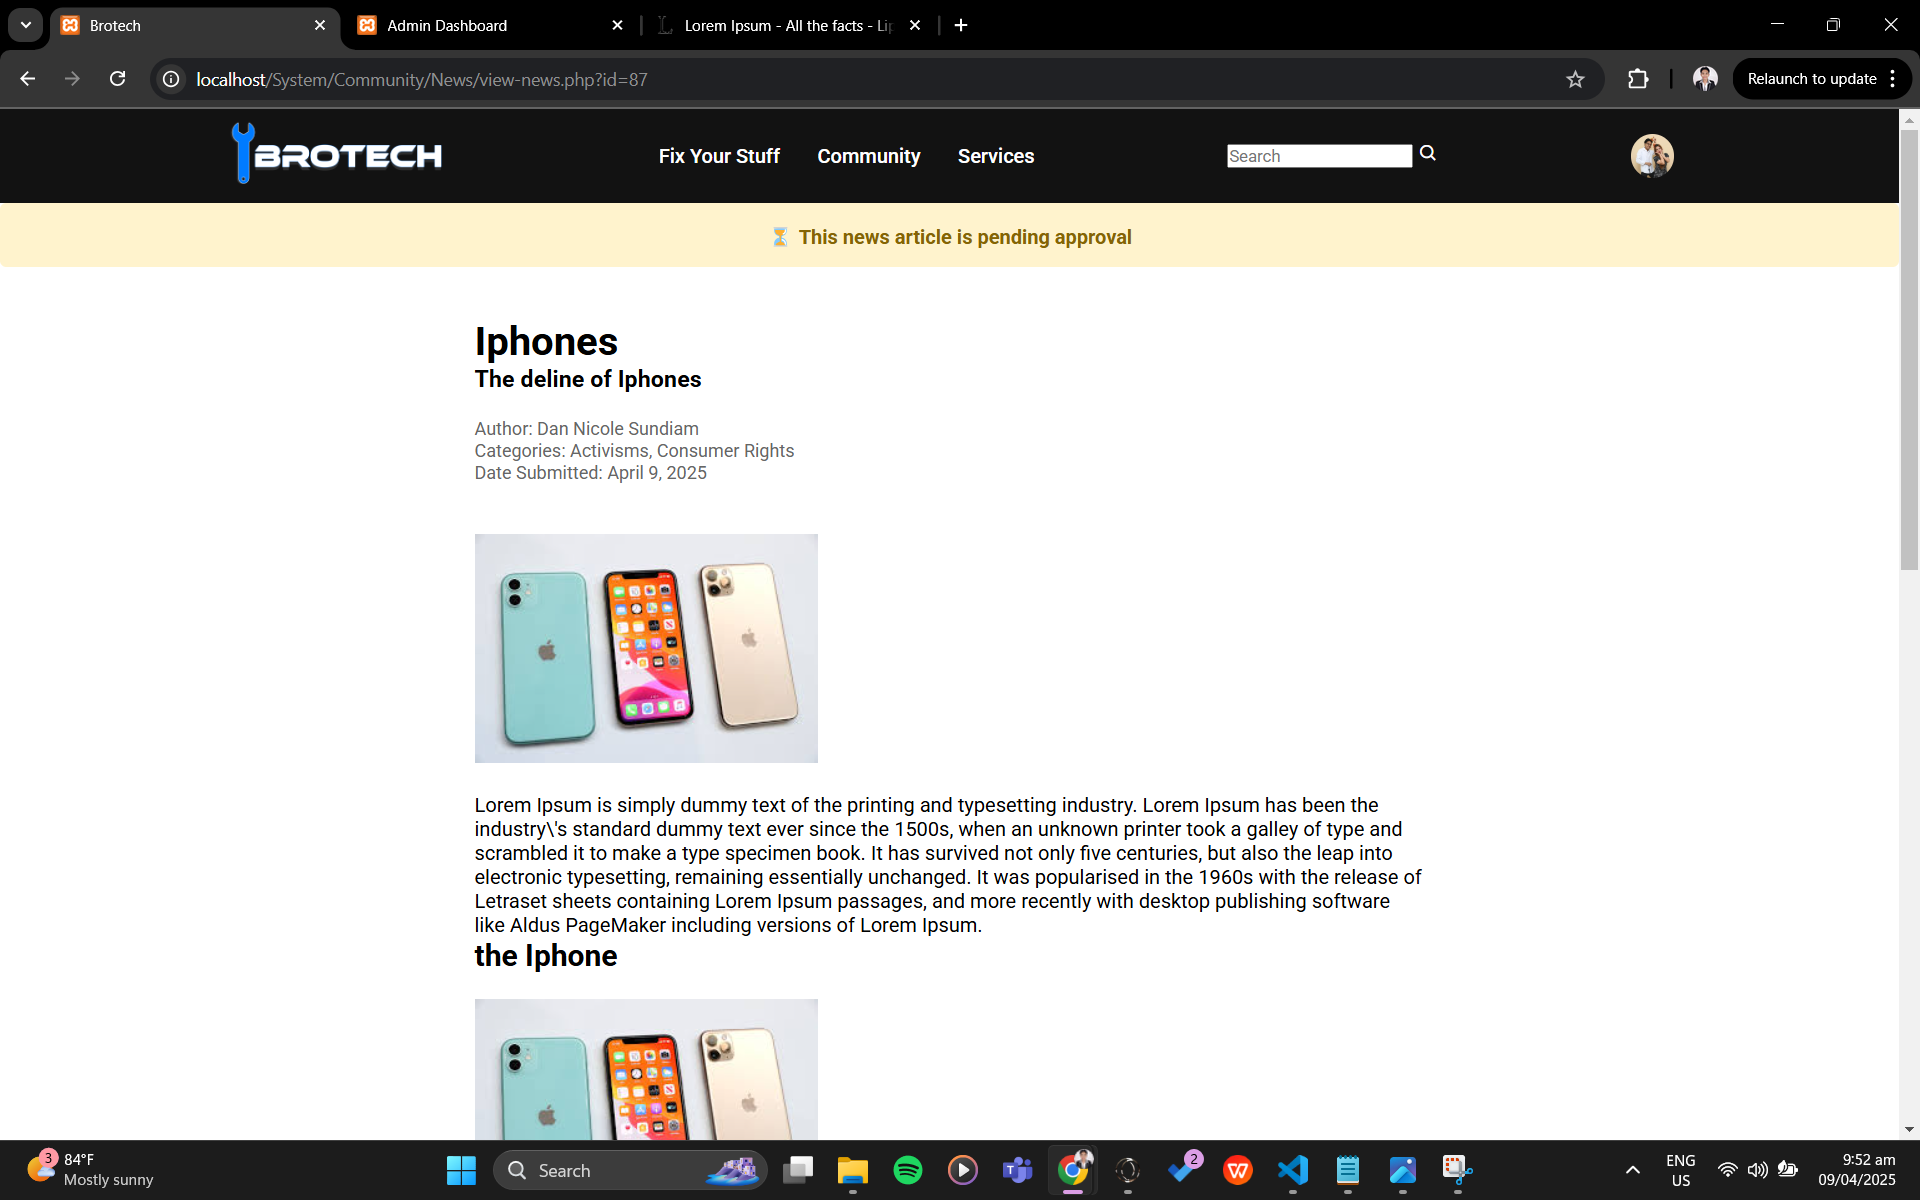 Brotech
Admin Dashboard
Lorem Ipsum - All the facts - Lip
localhost/System/Community/News/view-news.php?id=87
Relaunch to update
BROTECH
Fix Your Stuff
Community
Services
Search
This news article is pending approval
Iphones
The deline of Iphones
Author: Dan Nicole Sundiam
Categories: Activisms, Consumer Rights
Date Submitted: April 9, 2025
Lorem Ipsum is simply dummy text of the printing and typesetting industry. Lorem Ipsum has been the
industry\'s standard dummy text ever since the 1500s, when an unknown printer took a galley of type and
scrambled it to make a type specimen book. It has survived not only five centuries, but also the leap into
electronic typesetting, remaining essentially unchanged. It was popularised in the 1960s with the release of
Letraset sheets containing Lorem Ipsum passages, and more recently with desktop publishing software
like Aldus PageMaker including versions of Lorem Ipsum.
the Iphone
3
84°F
Mostly sunny
Search
2
ENG
US
9:52 am
09/04/2025